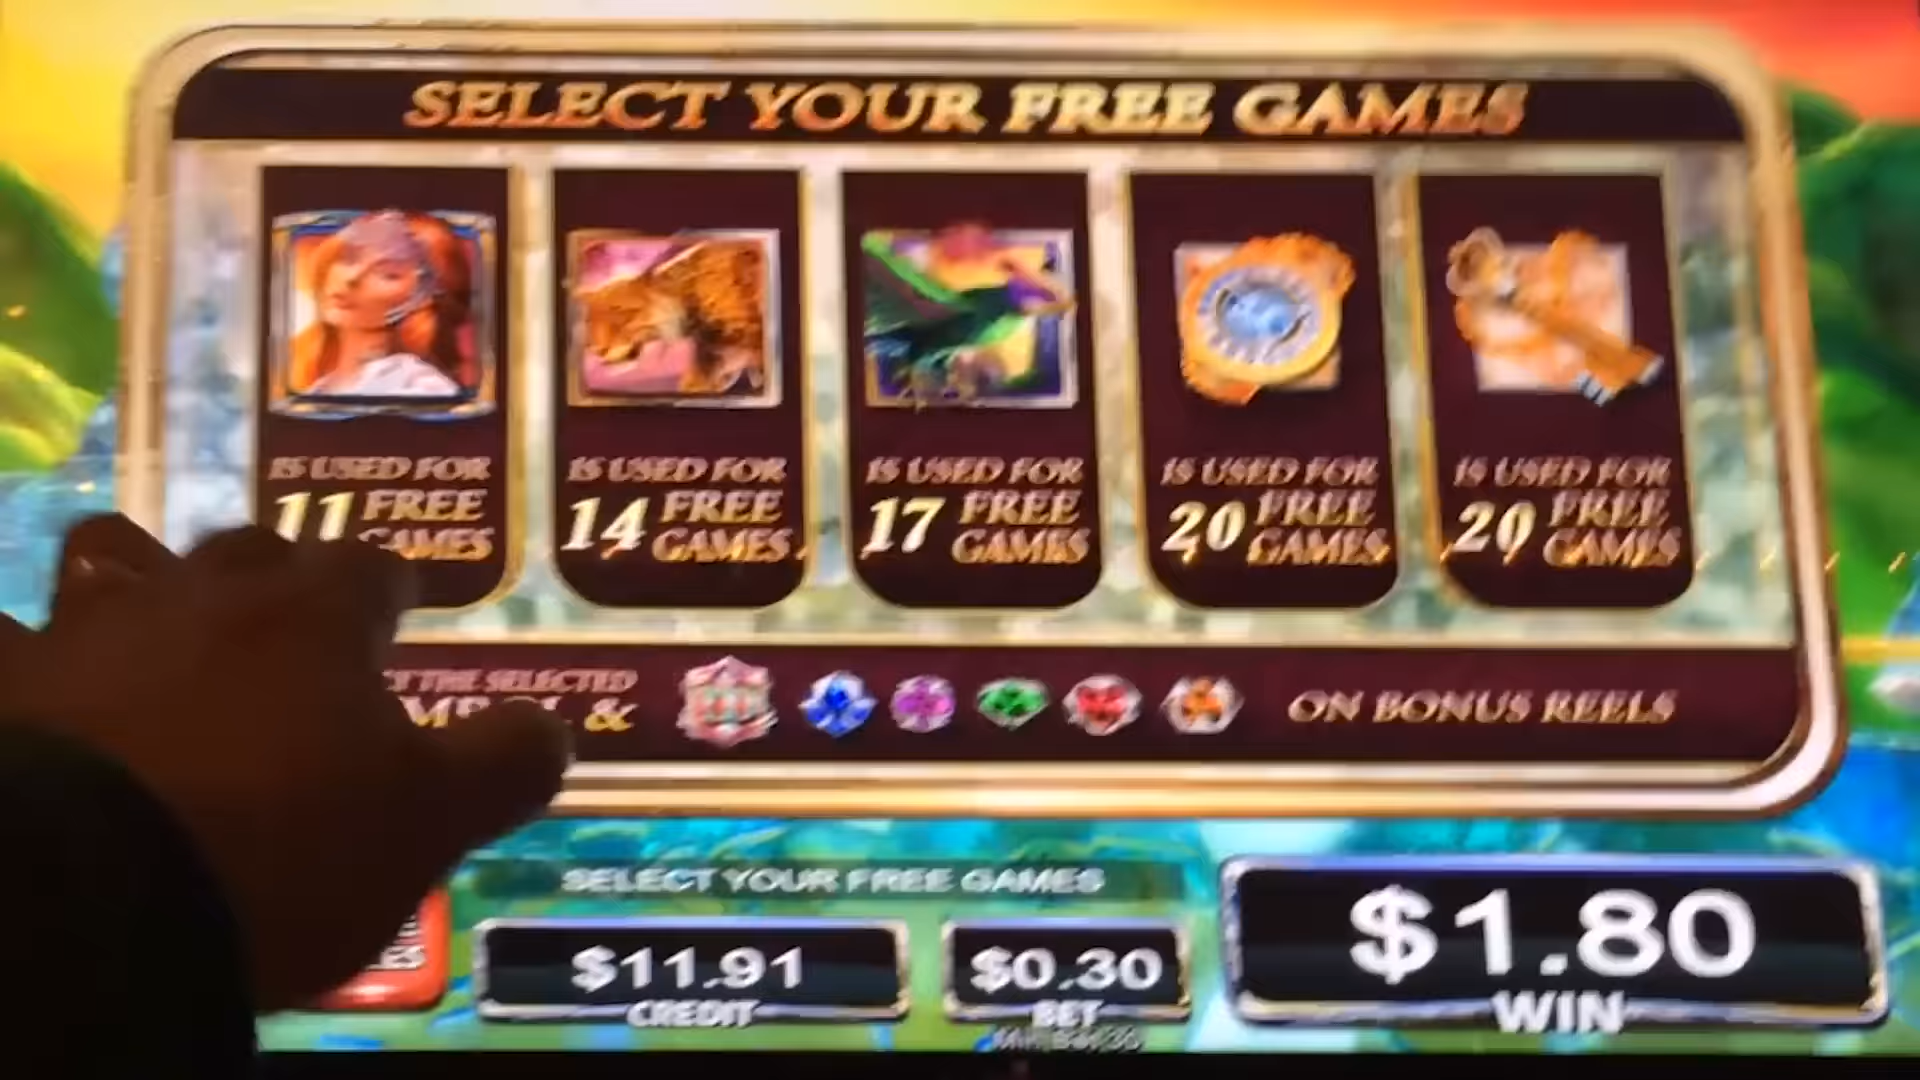 SELECT YOUR FREE GAMES
IS USED FOR
11 FREE GAMES
IS USED FOR
14 FREE GAMES
IS USED FOR
17 FREE GAMES
IS USED FOR
20 FREE GAMES
IS USED FOR
20 FREE GAMES
THE SELECTED
&
ON BONUS REELS
SELECT YOUR FREE GAMES
$11.91
CREDIT
$0.30
BET
$1.80
WIN